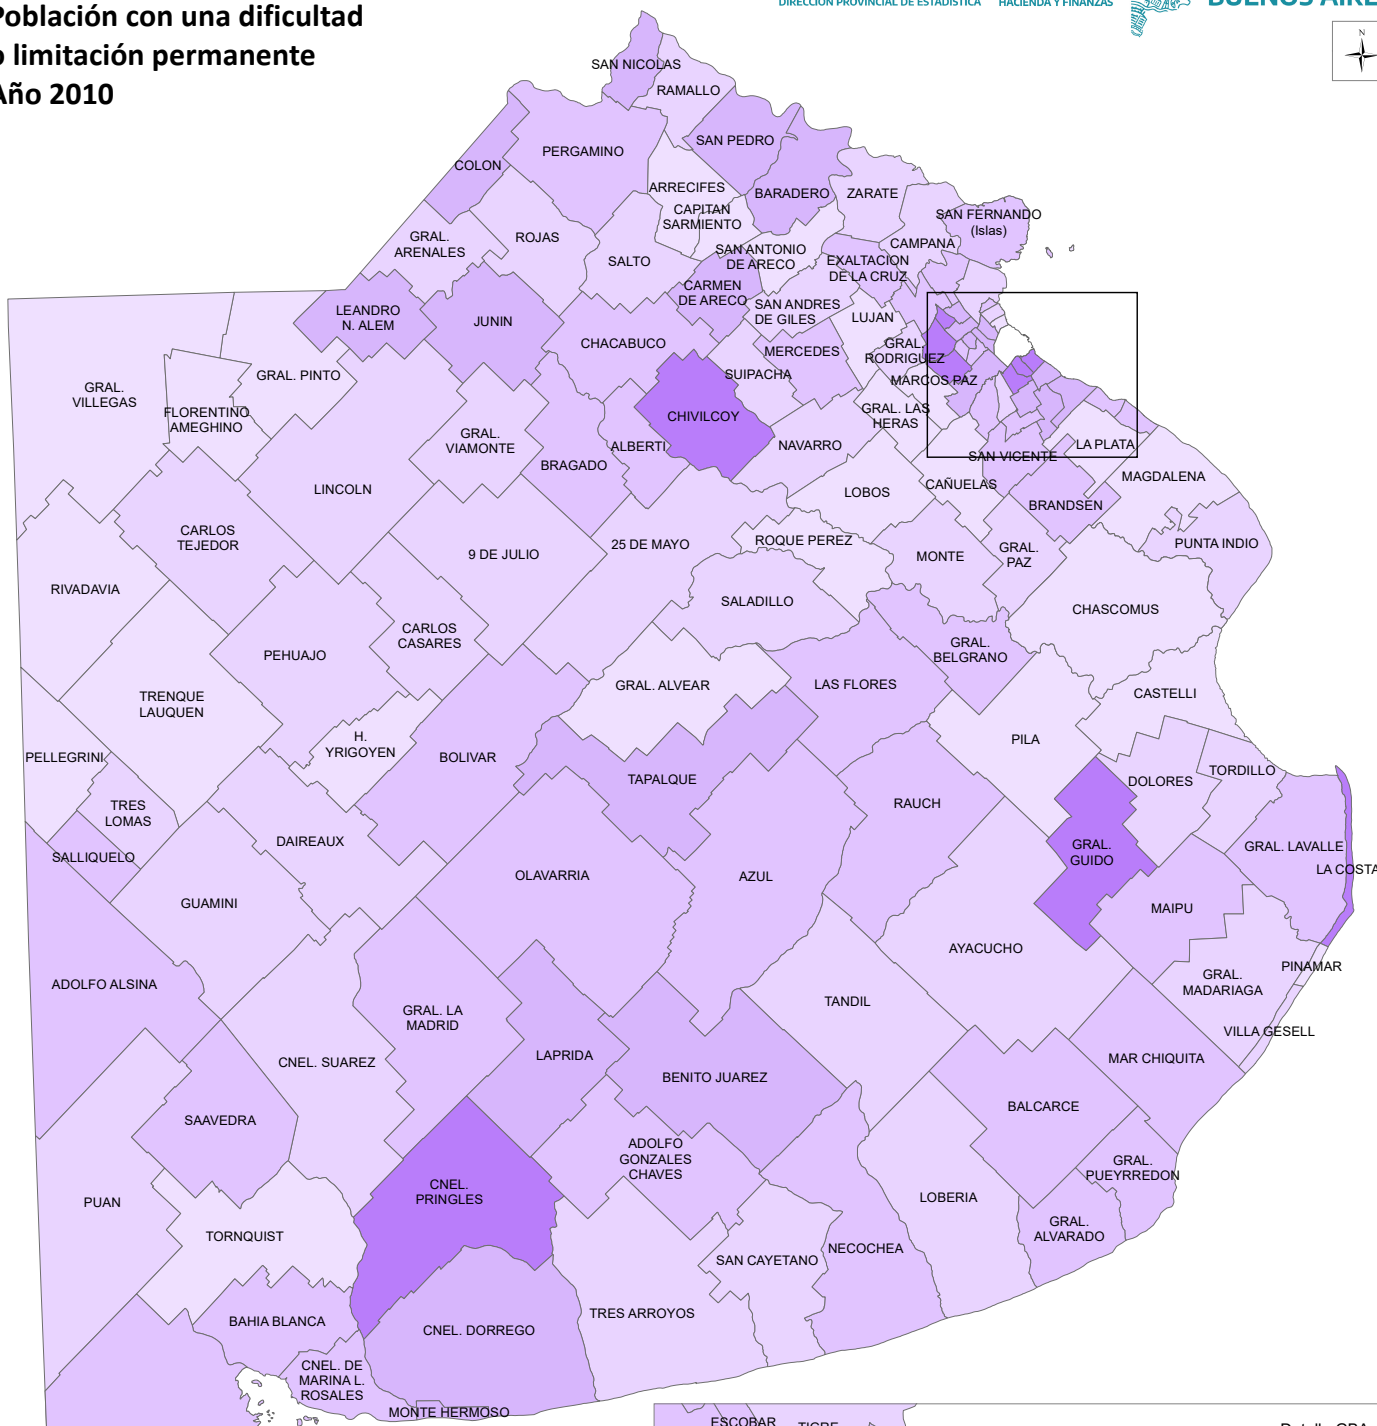 Población con una dificultad
o limitación permanente
Año 2010
DIRECCIÓN PROVINCIAL DE ESTADÍSTICA
HACIENDA Y FINANZAS
BUENOS AIRE
N
SAN NICOLAS
RAMALLO
SAN PEDRO
PERGAMINO
COLON
ARRECIFES
BARADERO
ZARATE
CAPITAN
SARMIENTO
SAN FERNANDO
(Islas)
GRAL.
ARENALES
ROJAS
CAMPANA
SALTO
SAN ANTONIO
DE ARECO
EXALTACION
DE LA CRUZ
CARMEN
DE ARECO
LEANDRO
N. ALEM
JUNIN
SAN ANDRES
DE GILES
LUJAN
CHACABUCO
MERCEDES
GRAL.
RODRIGUEZ
SUIPACHA
MARCOS PAZ
GRAL. PINTO
GRAL.
VILLEGAS
FLORENTINO
AMEGHINO
CHIVILCOY
GRAL. LAS
HERAS
GRAL.
VIAMONTE
ALBERTI
NAVARRO
LA PLATA
SAN VICENTE
BRAGADO
MAGDALENA
LINCOLN
LOBOS
CAÑUELAS
BRANDSEN
CARLOS
TEJEDOR
9 DE JULIO
25 DE MAYO
ROQUE PEREZ
MONTE
GRAL.
PAZ
PUNTA INDIO
RIVADAVIA
SALADILLO
CHASCOMUS
CARLOS
CASARES
PEHUAJO
GRAL.
BELGRANO
TRENQUE
LAUQUEN
GRAL. ALVEAR
LAS FLORES
CASTELLI
H.
YRIGOYEN
PILA
PELLEGRINI
BOLIVAR
TAPALQUE
DOLORES
TORDILLO
TRES
LOMAS
RAUCH
DAIREAUX
GRAL.
GUIDO
GRAL. LAVALLE
SALLIQUELO
LA COSTA
OLAVARRIA
AZUL
GUAMINI
MAIPU
AYACUCHO
PINAMAR
ADOLFO ALSINA
GRAL.
MADARIAGA
TANDIL
GRAL. LA
MADRID
VILLA GESELL
CNEL. SUAREZ
LAPRIDA
MAR CHIQUITA
BENITO JUAREZ
BALCARCE
SAAVEDRA
ADOLFO
GONZALES
CHAVES
GRAL.
PUEYRREDON
CNEL.
PRINGLES
PUAN
LOBERIA
TORNQUIST
GRAL.
ALVARADO
NECOCHEA
SAN CAYETANO
TRES ARROYOS
BAHIA BLANCA
CNEL. DORREGO
CNEL. DE
MARINA L.
ROSALES
MONTE HERMOSO
ESCOBAR